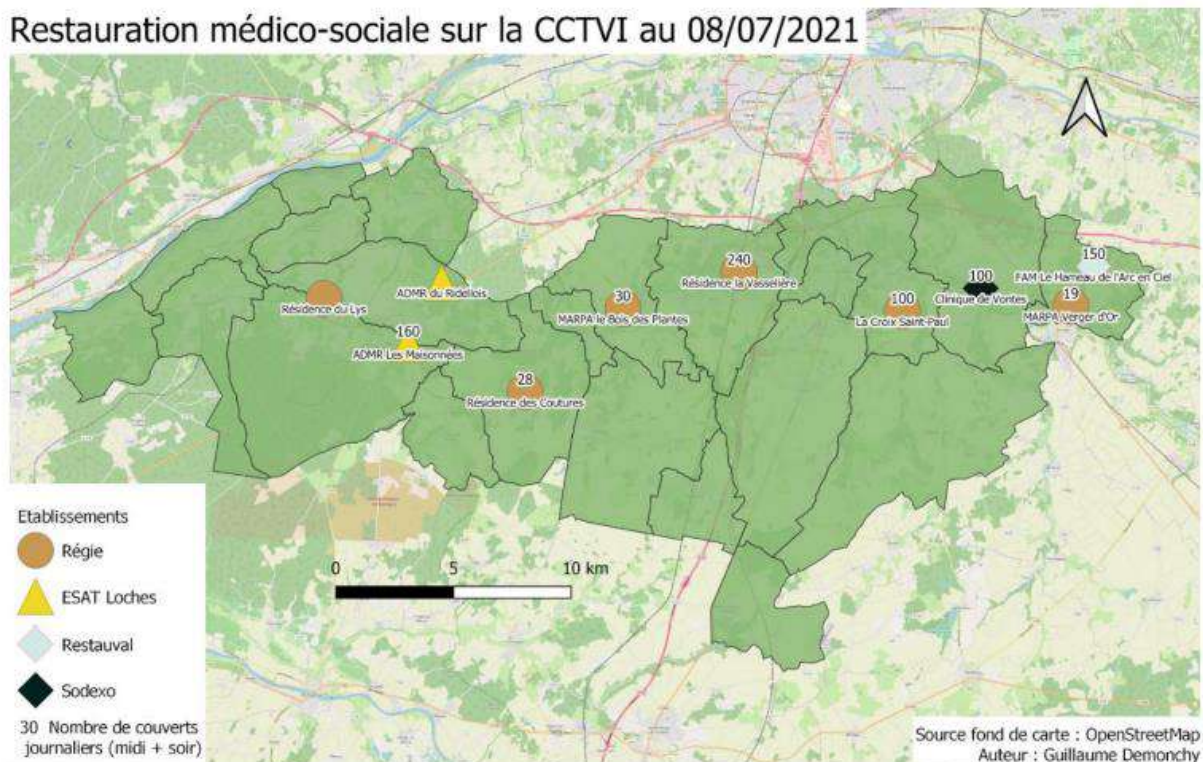 Restauration médico-sociale sur la CCTVI au 08/07/2021
240
150
Résidence la Vasselière
100
FAM Le Hameau de l'Arc en Ciel
ADMR du Ridellois
30
Clinique de Vontes
19
Résidence du Lys
100
MARPA le Bois des Plantes
La Croix Saint-Paul
MARPA Verger d'Or
160
ADMR Les Maisonnées
28
Résidence des Coutures
Etablissements
Régie
ESAT Loches
Restauval
Sodexo
30 Nombre de couverts
journaliers (midi + soir)
0 5 10 km
Source fond de carte : OpenStreetMap
Auteur : Guillaume Demonchy